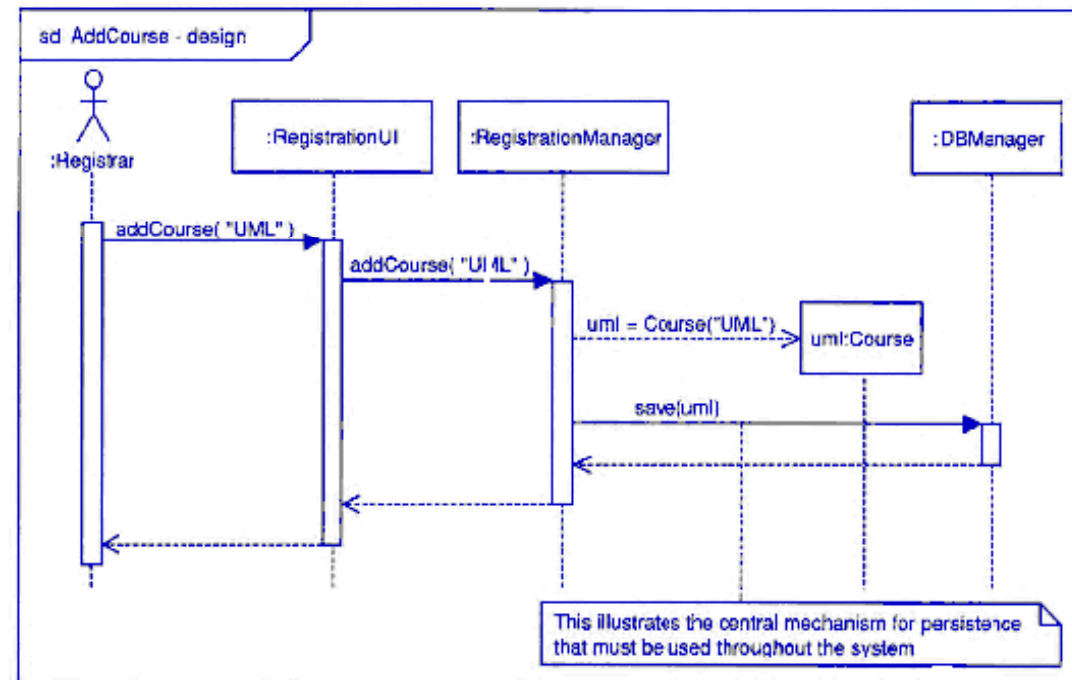 sd AddCourse - design
:Registrar
:RegistrationUI
:RegistrationManager
:DBManager
addCourse( "UML" )
addCourse( "UML" )
uml = Course("UML")
uml:Course
save(uml)
This illustrates the central mechanism for persistence
that must be used throughout the system